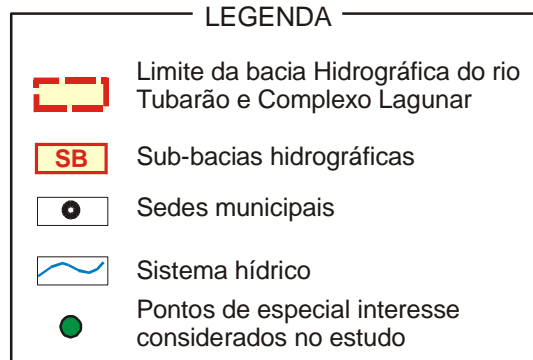 LEGENDA
Limite da bacia Hidrográfica do rio
Tubarão e Complexo Lagunar
SB Sub-bacias hidrográficas
Sedes municipais
Sistema hídrico
Pontos de especial interesse
considerados no estudo